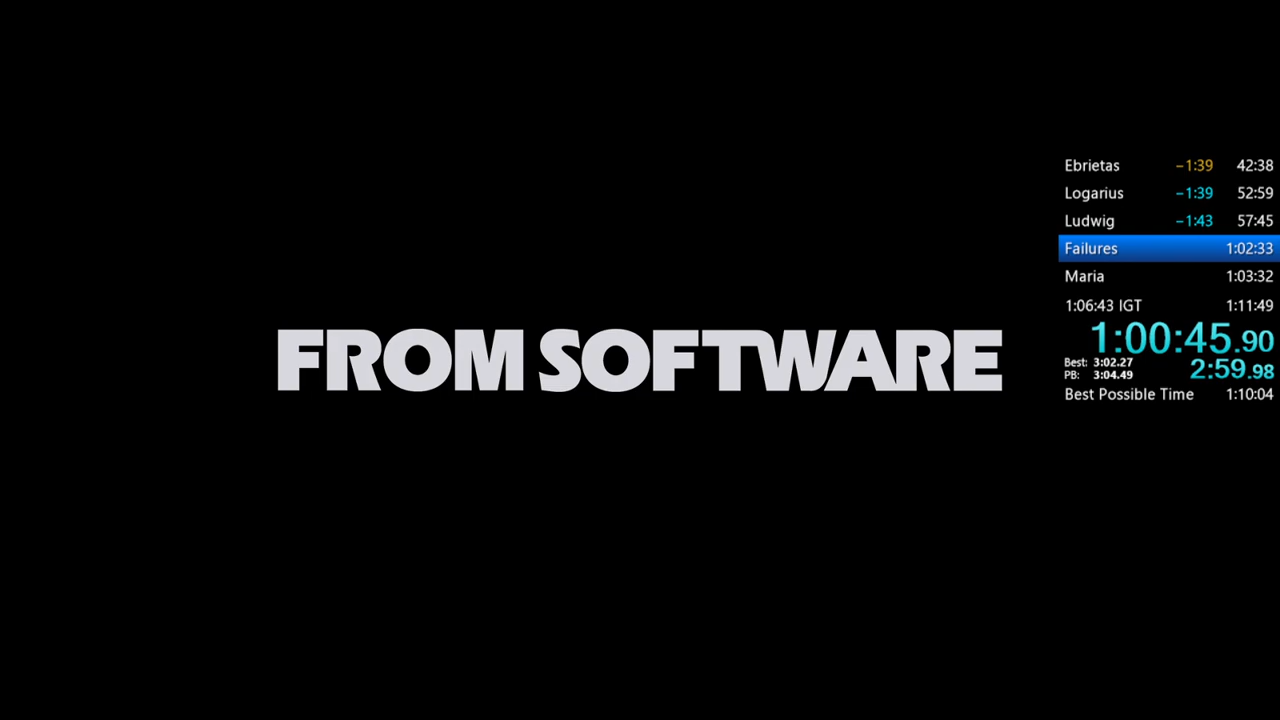 FROM SOFTWARE
Ebrietas −1:39 42:38
Logarius −1:39 52:59
Ludwig −1:43 57:45
Failures 1:02:33
Maria 1:03:32
1:06:43 IGT 1:11:49
1:00:45.90
Best: 3:02.27
PB: 3:04.49
2:59.98
Best Possible Time 1:10:04